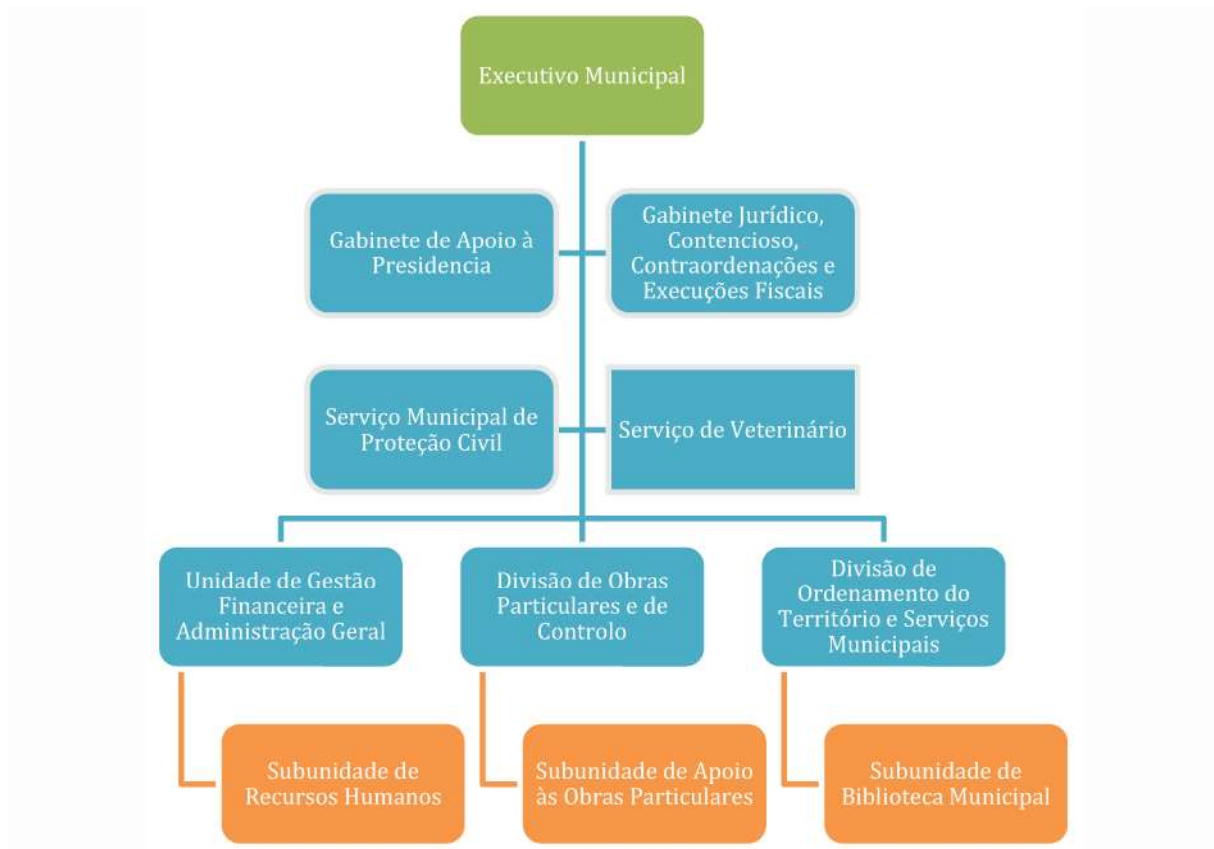 Executivo Municipal
Gabinete de Apoio à
Presidencia
Gabinete Jurídico,
Contencioso,
Contraordenações e
Execuções Fiscais
Serviço Municipal de
Proteção Civil
Serviço de Veterinário
Unidade de Gestão
Financeira e
Administração Geral
Divisão de Obras
Particulares e de
Controlo
Divisão de
Ordenamento do
Território e Serviços
Municipais
Subunidade de
Recursos Humanos
Subunidade de Apoio
às Obras Particulares
Subunidade de
Biblioteca Municipal